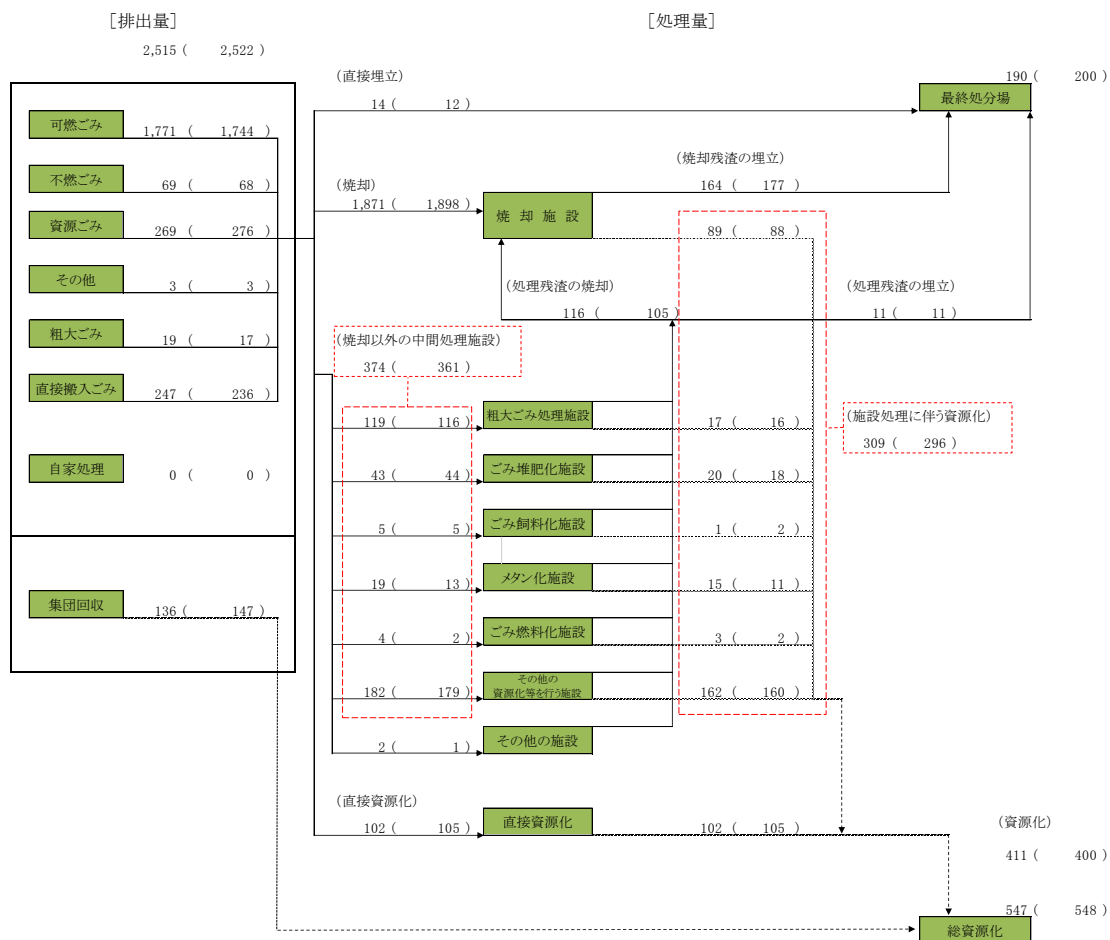 ［排出量］ ［処理量］
2,515 ( 2,522 )
(直接埋立) 190 ( 200 )
14 ( 12 ) 最終処分場
可燃ごみ 1,771 ( 1,744 )
(焼却残渣の埋立)
不燃ごみ 69 ( 68 ) (焼却) 164 ( 177 )
1,871 ( 1,898 ) 焼却施設
資源ごみ 269 ( 276 ) 89 ( 88 )
その他 3 ( 3 ) (処理残渣の焼却) (処理残渣の埋立)
116 ( 105 ) 11 ( 11 )
粗大ごみ 19 ( 17 ) (焼却以外の中間処理施設)
374 ( 361 )
直接搬入ごみ 247 ( 236 )
119 ( 116 ) 粗大ごみ処理施設 17 ( 16 ) (施設処理に伴う資源化)
309 ( 296 )
自家処理 0 ( 0 ) 43 ( 44 ) ごみ堆肥化施設 20 ( 18 )
5 ( 5 ) ごみ飼料化施設 1 ( 2 )
19 ( 13 ) メタン化施設 15 ( 11 )
集団回収 136 ( 147 )
4 ( 2 ) ごみ燃料化施設 3 ( 2 )
その他の
182 ( 179 ) 資源化等を行う施設 162 ( 160 )
2 ( 1 ) その他の施設
(直接資源化)
102 ( 105 ) 直接資源化 102 ( 105 ) (資源化)
411 ( 400 )
547 ( 548 )
総資源化